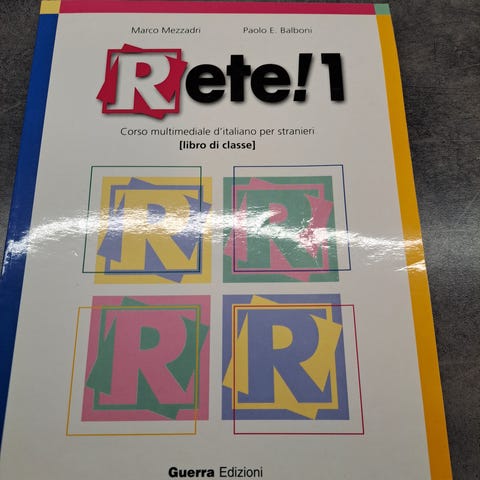 Marco Mezzadri Paolo E. Balboni
Rete!1
Corso multimediale d'italiano per stranieri
[libro di classe]
R R
R R
Guerra Edizioni